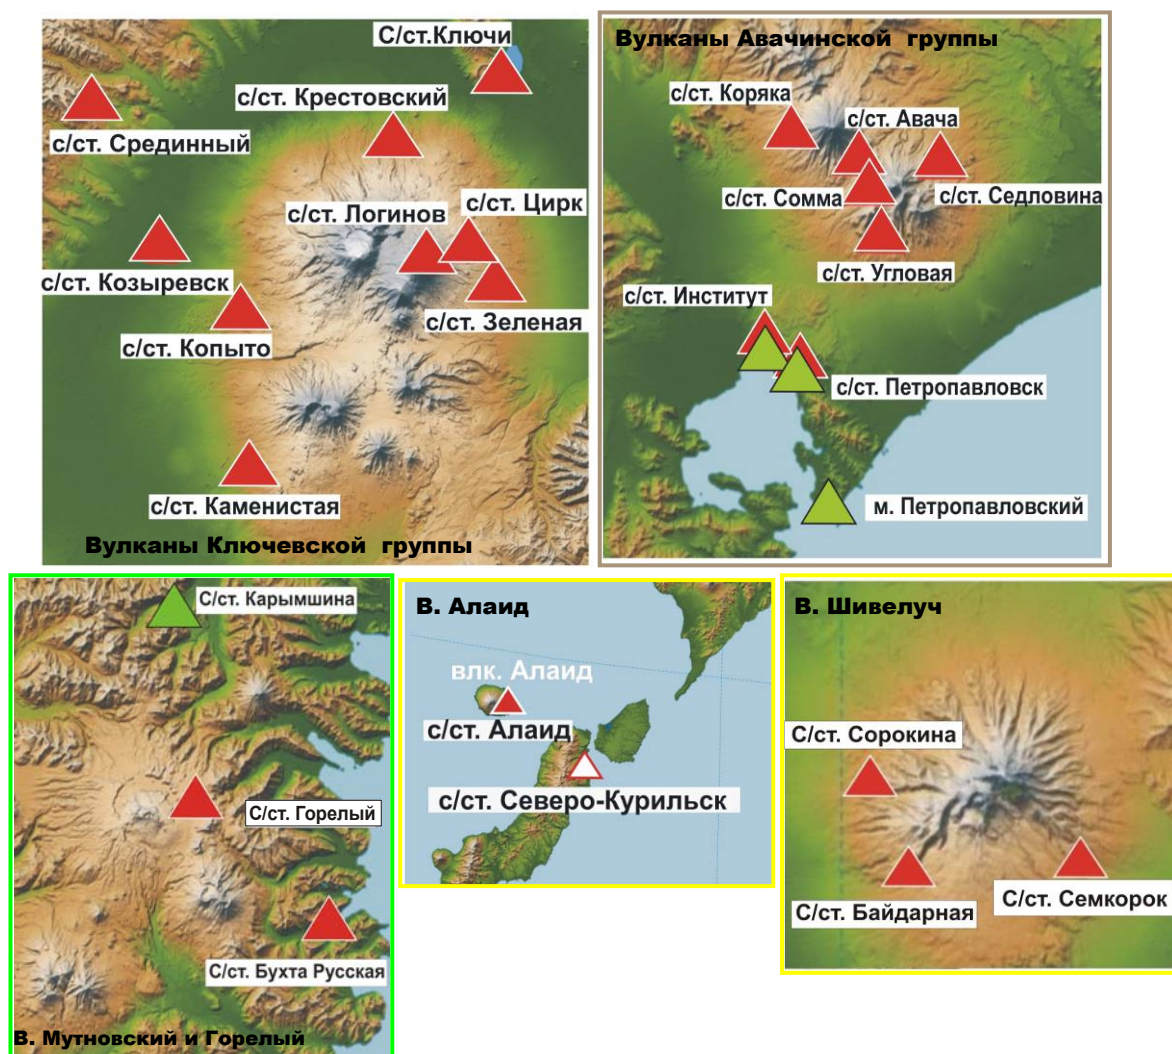 С/ст.Ключи
с/ст. Крестовский
с/ст. Срединный
с/ст. Цирк
с/ст. Логинов
с/ст. Козыревск
с/ст. Зеленая
с/ст. Копыто
с/ст. Каменистая
Вулканы Ключевской группы
Вулканы Авачинской группы
с/ст. Коряка
с/ст. Авача
с/ст. Сомма
с/ст. Седловина
с/ст. Угловая
с/ст. Институт
с/ст. Петропавловск
м. Петропавловский
С/ст. Карымшина
С/ст. Горелый
С/ст. Бухта Русская
В. Мутновский и Горелый
В. Алаид
влк. Алаид
с/ст. Алаид
с/ст. Северо-Курильск
В. Шивелуч
С/ст. Сорокина
С/ст. Байдарная
С/ст. Семкорок